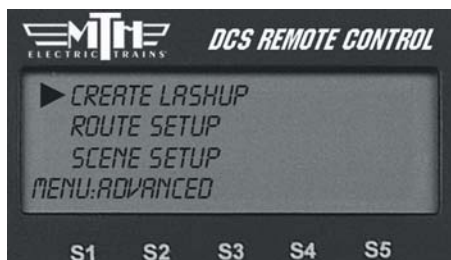 MTH
ELECTRIC TRAINS
DCS REMOTE CONTROL
CREATE LASHUP
ROUTE SETUP
SCENE SETUP
MENU:ADVANCED
S1 S2 S3 S4 S5